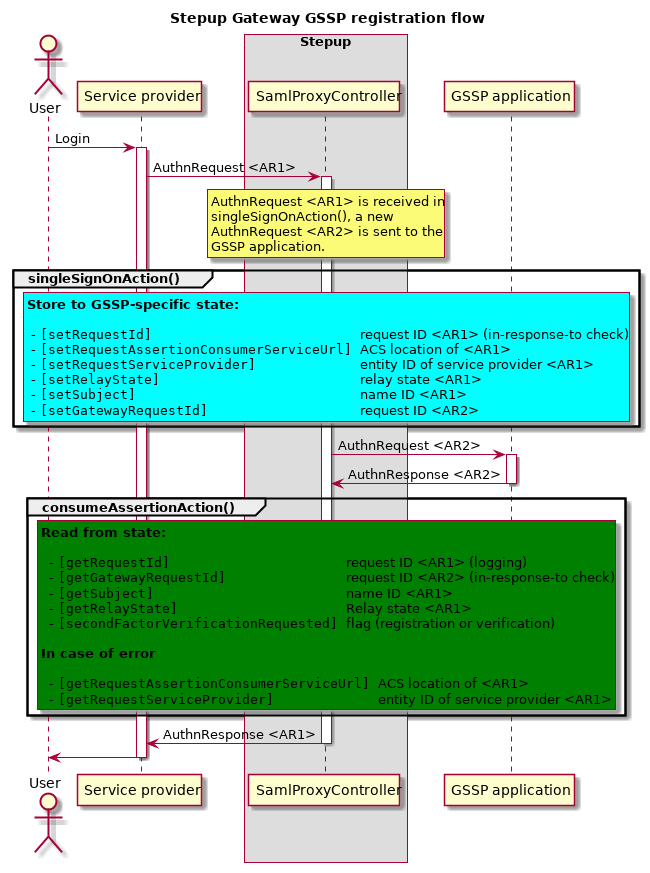 Stepup Gateway GSSP registration flow
Stepup
User
Service provider
SamlProxyController
GSSP application
Login
AuthnRequest <AR1>
AuthnRequest <AR1> is received in
singleSignOnAction(), a new
AuthnRequest <AR2> is sent to the
GSSP application.
singleSignOnAction()
Store to GSSP-specific state:
- [setRequestId] request ID <AR1> (in-response-to check)
- [setRequestAssertionConsumerServiceUrl] ACS location of <AR1>
- [setRequestServiceProvider] entity ID of service provider <AR1>
- [setRelayState] relay state <AR1>
- [setSubject] name ID <AR1>
- [setGatewayRequestId] request ID <AR2>
AuthnRequest <AR2>
AuthnResponse <AR2>
consumeAssertionAction()
Read from state:
- [getRequestId] request ID <AR1> (logging)
- [getGatewayRequestId] request ID <AR2> (in-response-to check)
- [getSubject] name ID <AR1>
- [getRelayState] Relay state <AR1>
- [secondFactorVerificationRequested] flag (registration or verification)
In case of error
- [getRequestAssertionConsumerServiceUrl] ACS location of <AR1>
- [getRequestServiceProvider] entity ID of service provider <AR1>
AuthnResponse <AR1>
User
Service provider
SamlProxyController
GSSP application